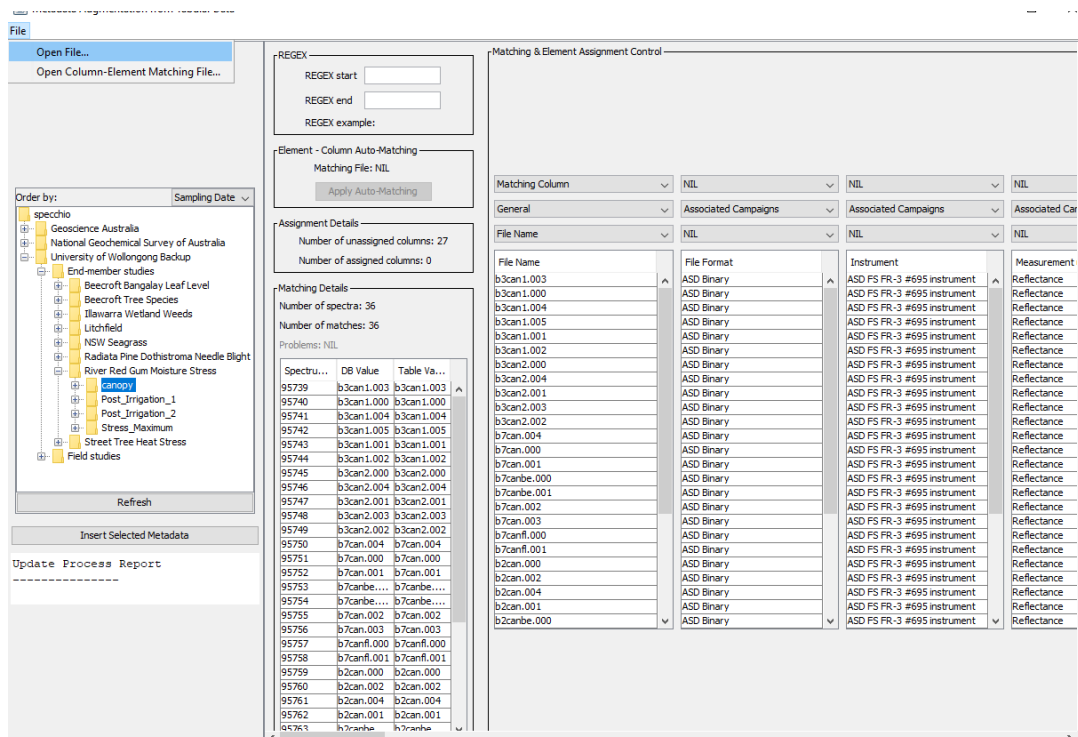 Metadata Augmentation from Tabular Data
File
Open File...
Open Column-Element Matching File...
Order by:
Sampling Date
specchio
Geoscience Australia
National Geochemical Survey of Australia
University of Wollongong Backup
End-member studies
Beecroft Bangalay Leaf Level
Beecroft Tree Species
Illawarra Wetland Weeds
Litchfield
NSW Seagrass
Radiata Pine Dothistroma Needle Blight
River Red Gum Moisture Stress
canopy
Post_Irrigation_1
Post_Irrigation_2
Stress_Maximum
Street Tree Heat Stress
Field studies
Refresh
Insert Selected Metadata
Update Process Report
---------------
REGEX
REGEX start
REGEX end
REGEX example:
Element - Column Auto-Matching
Matching File: NIL
Apply Auto-Matching
Assignment Details
Number of unassigned columns: 27
Number of assigned columns: 0
Matching Details
Number of spectra: 36
Number of matches: 36
Problems: NIL
Spectru... DB Value Table Va...
95739 b3can1.003 b3can1.003
95740 b3can1.000 b3can1.000
95741 b3can1.004 b3can1.004
95742 b3can1.005 b3can1.005
95743 b3can1.001 b3can1.001
95744 b3can1.002 b3can1.002
95745 b3can2.000 b3can2.000
95746 b3can2.004 b3can2.004
95747 b3can2.001 b3can2.001
95748 b3can2.003 b3can2.003
95749 b3can2.002 b3can2.002
95750 b7can.004 b7can.004
95751 b7can.000 b7can.000
95752 b7can.001 b7can.001
95753 b7canbe.... b7canbe....
95754 b7canbe.... b7canbe....
95755 b7can.002 b7can.002
95756 b7can.003 b7can.003
95757 b7canfl.000 b7canfl.000
95758 b7canfl.001 b7canfl.001
95759 b2can.000 b2can.000
95760 b2can.002 b2can.002
95761 b2can.004 b2can.004
95762 b2can.001 b2can.001
95763 b2canbe b2canbe
Matching & Element Assignment Control
Matching Column NIL NIL NIL
General Associated Campaigns Associated Campaigns Associated Car
File Name NIL NIL NIL
File Name File Format Instrument Measurement
b3can1.003 ASD Binary ASD FS FR-3 #695 instrument Reflectance
b3can1.000 ASD Binary ASD FS FR-3 #695 instrument Reflectance
b3can1.004 ASD Binary ASD FS FR-3 #695 instrument Reflectance
b3can1.005 ASD Binary ASD FS FR-3 #695 instrument Reflectance
b3can1.001 ASD Binary ASD FS FR-3 #695 instrument Reflectance
b3can1.002 ASD Binary ASD FS FR-3 #695 instrument Reflectance
b3can2.000 ASD Binary ASD FS FR-3 #695 instrument Reflectance
b3can2.004 ASD Binary ASD FS FR-3 #695 instrument Reflectance
b3can2.001 ASD Binary ASD FS FR-3 #695 instrument Reflectance
b3can2.003 ASD Binary ASD FS FR-3 #695 instrument Reflectance
b3can2.002 ASD Binary ASD FS FR-3 #695 instrument Reflectance
b7can.004 ASD Binary ASD FS FR-3 #695 instrument Reflectance
b7can.000 ASD Binary ASD FS FR-3 #695 instrument Reflectance
b7can.001 ASD Binary ASD FS FR-3 #695 instrument Reflectance
b7canbe.000 ASD Binary ASD FS FR-3 #695 instrument Reflectance
b7canbe.001 ASD Binary ASD FS FR-3 #695 instrument Reflectance
b7can.002 ASD Binary ASD FS FR-3 #695 instrument Reflectance
b7can.003 ASD Binary ASD FS FR-3 #695 instrument Reflectance
b7canfl.000 ASD Binary ASD FS FR-3 #695 instrument Reflectance
b7canfl.001 ASD Binary ASD FS FR-3 #695 instrument Reflectance
b2can.000 ASD Binary ASD FS FR-3 #695 instrument Reflectance
b2can.002 ASD Binary ASD FS FR-3 #695 instrument Reflectance
b2can.004 ASD Binary ASD FS FR-3 #695 instrument Reflectance
b2can.001 ASD Binary ASD FS FR-3 #695 instrument Reflectance
b2canbe.000 ASD Binary ASD FS FR-3 #695 instrument Reflectance